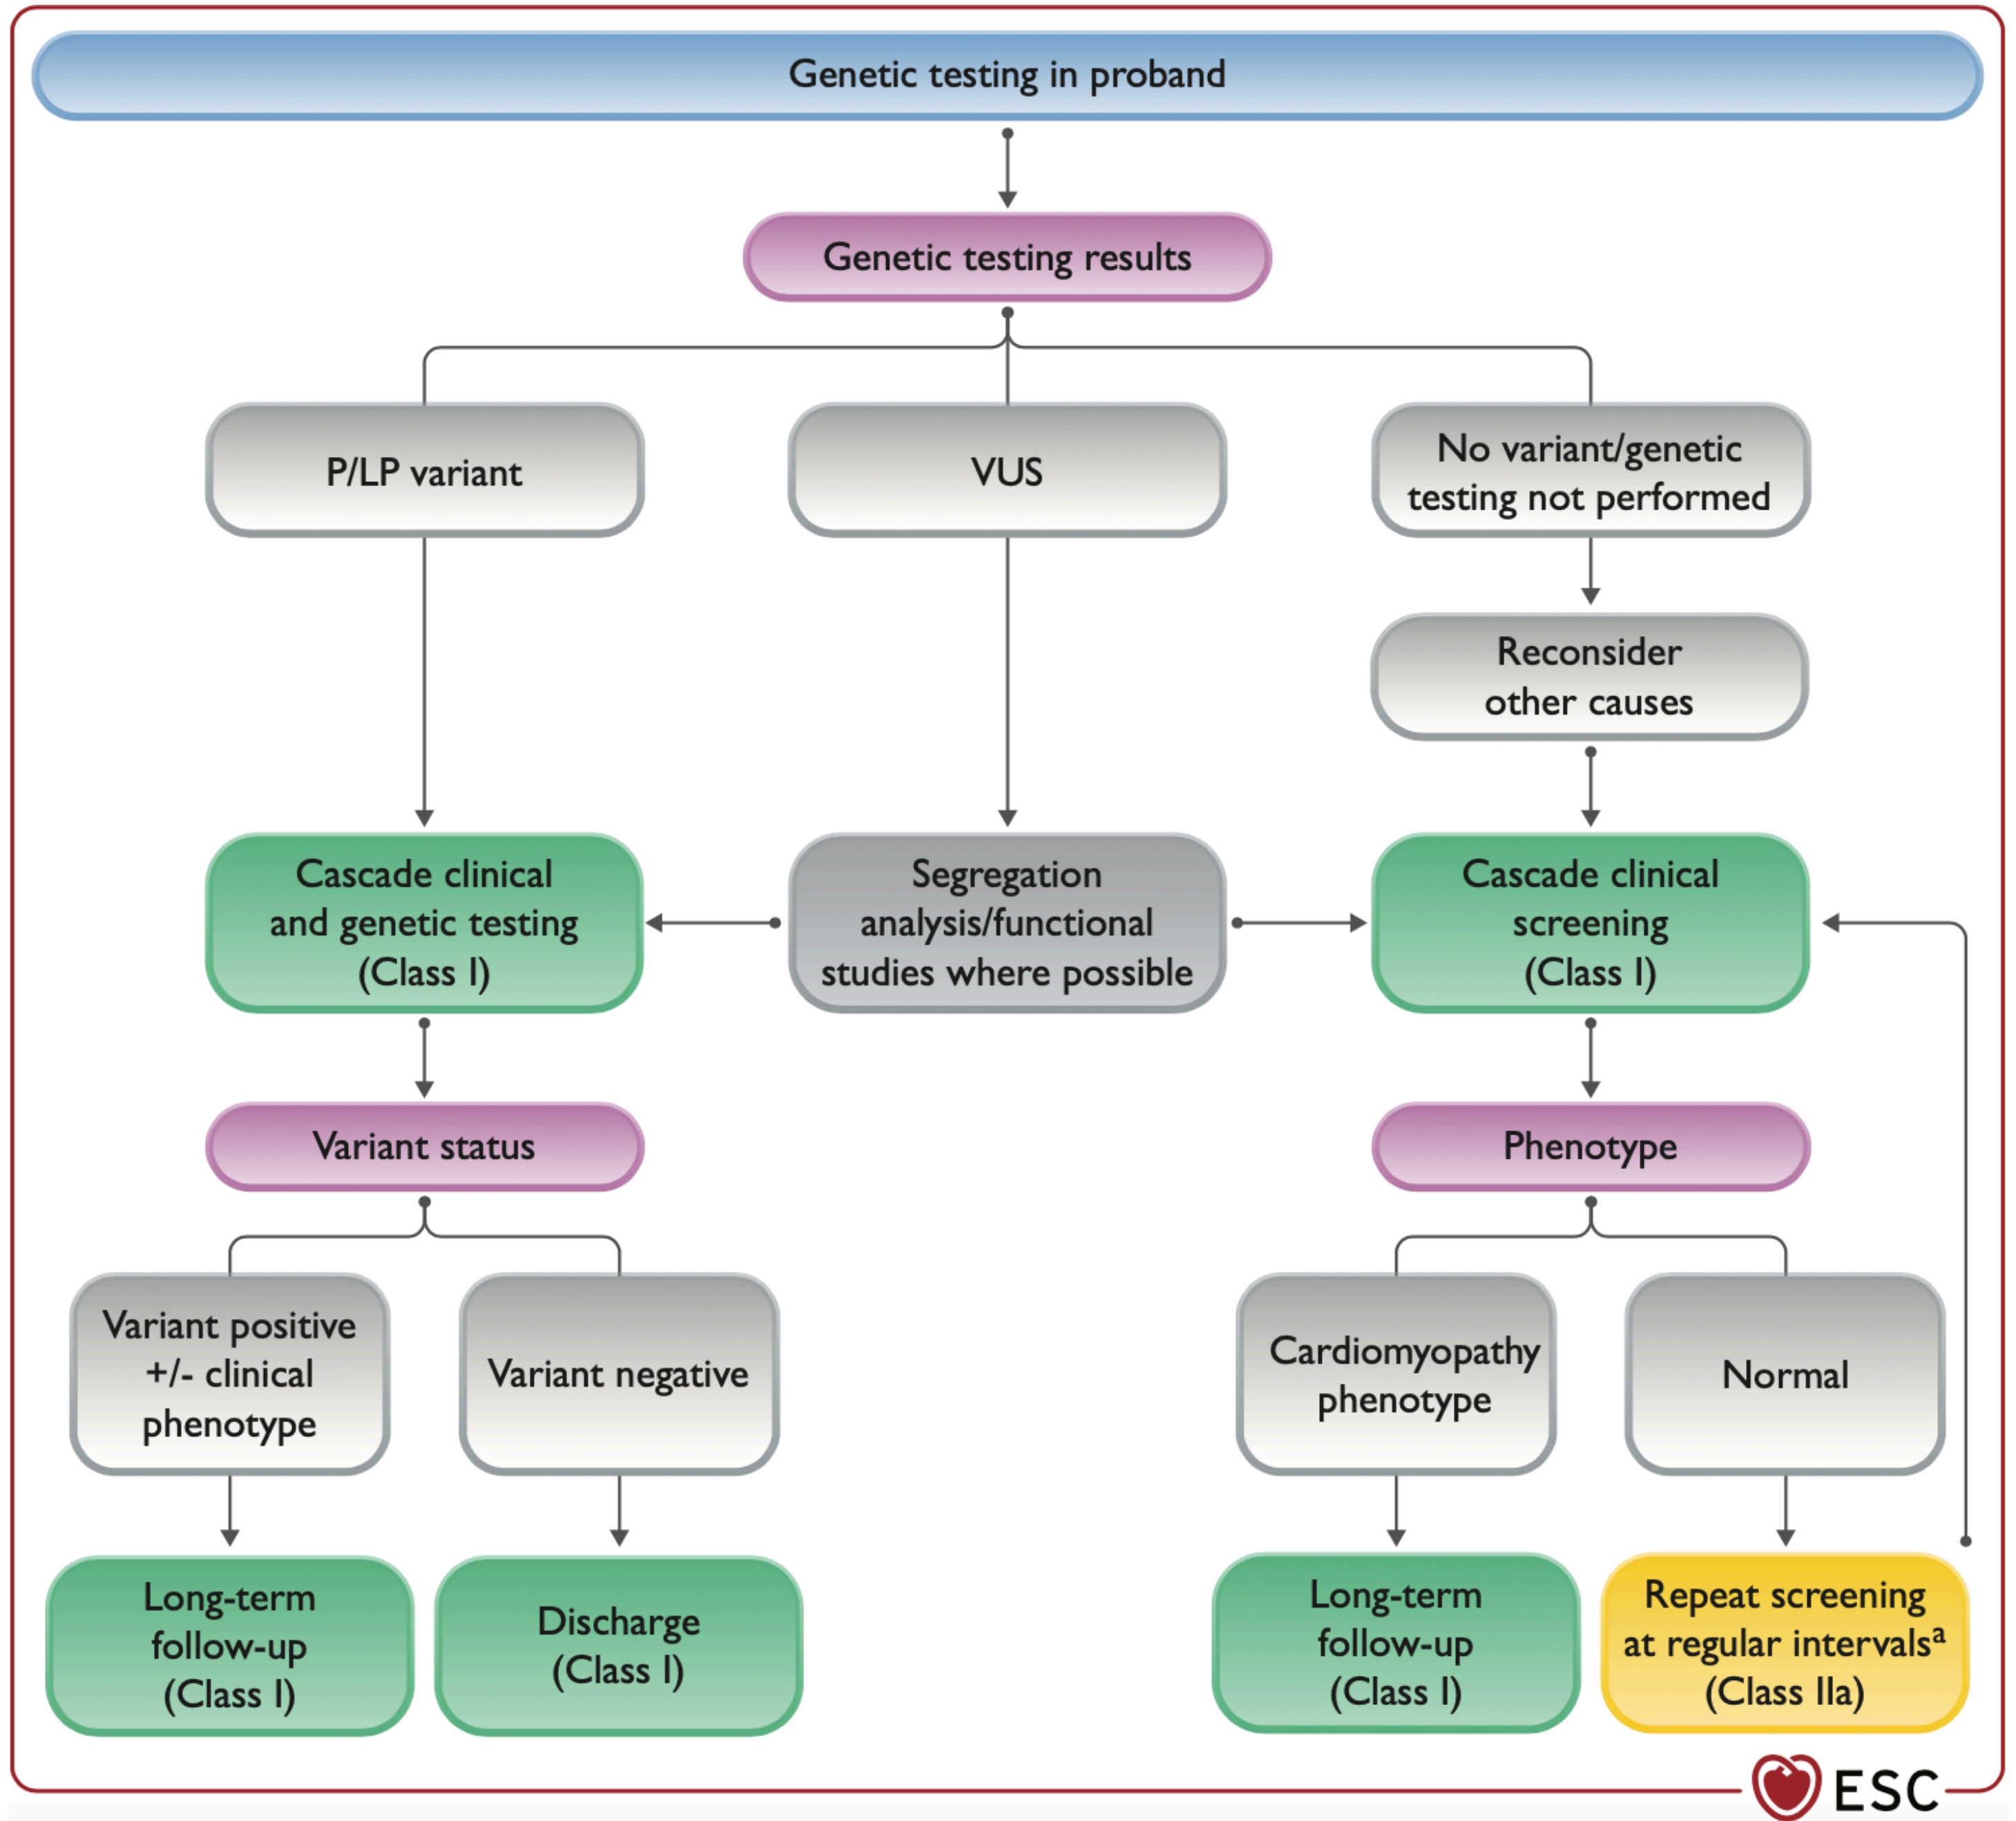 Genetic testing in proband
Genetic testing results
P/LP variant
VUS
No variant/genetic
testing not performed
Reconsider
other causes
Cascade clinical
and genetic testing
(Class I)
Segregation
analysis/functional
studies where possible
Cascade clinical
screening
(Class I)
Variant status
Phenotype
Variant positive
+/- clinical
phenotype
Variant negative
Cardiomyopathy
phenotype
Normal
Long-term
follow-up
(Class I)
Discharge
(Class I)
Long-term
follow-up
(Class I)
Repeat screening
at regular intervalsᵃ
(Class IIa)
ESC